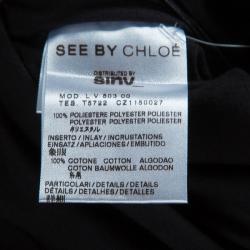 SEE BY CHLOÉ
DISTRIBUTED BY
sinv
MOD. L V 803 00
TES. T5722 CZ1150027
100% POLIESTERE POLYESTER POLYESTER
POLYESTER POLYESTER POLIESTER
ポリエステル
INSERTO / INLAY / INCRUSTATIONS
EINSATZ / APLIACIONES / EMBUTIDO
100% COTONE COTTON ALGODAO
COTON BAUMWOLLE ALGODON
綿
PARTICOLARI / DETAILS / DETAILS
DETAILS / DETALHES / DETALLES